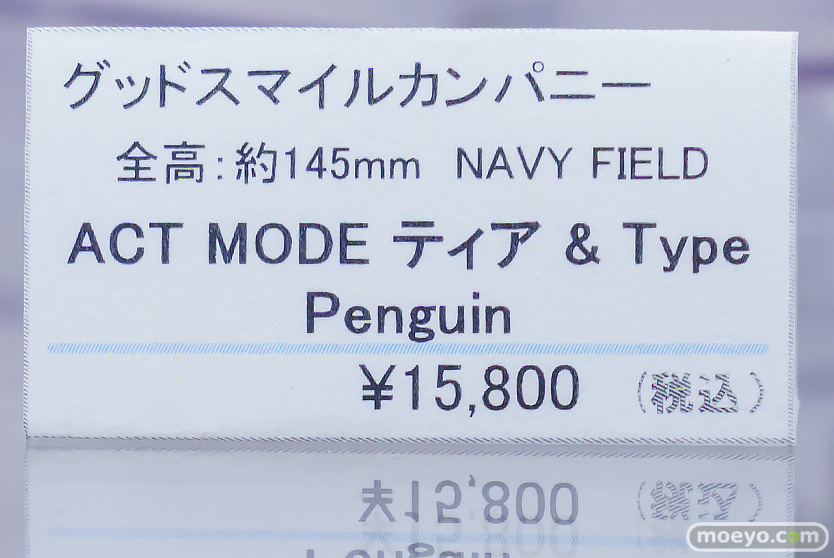 グッドスマイルカンパニー
全高：約145mm　NAVY FIELD
ACT MODE ティア & Type
Penguin
¥15,800 （税込）
moeyo.com